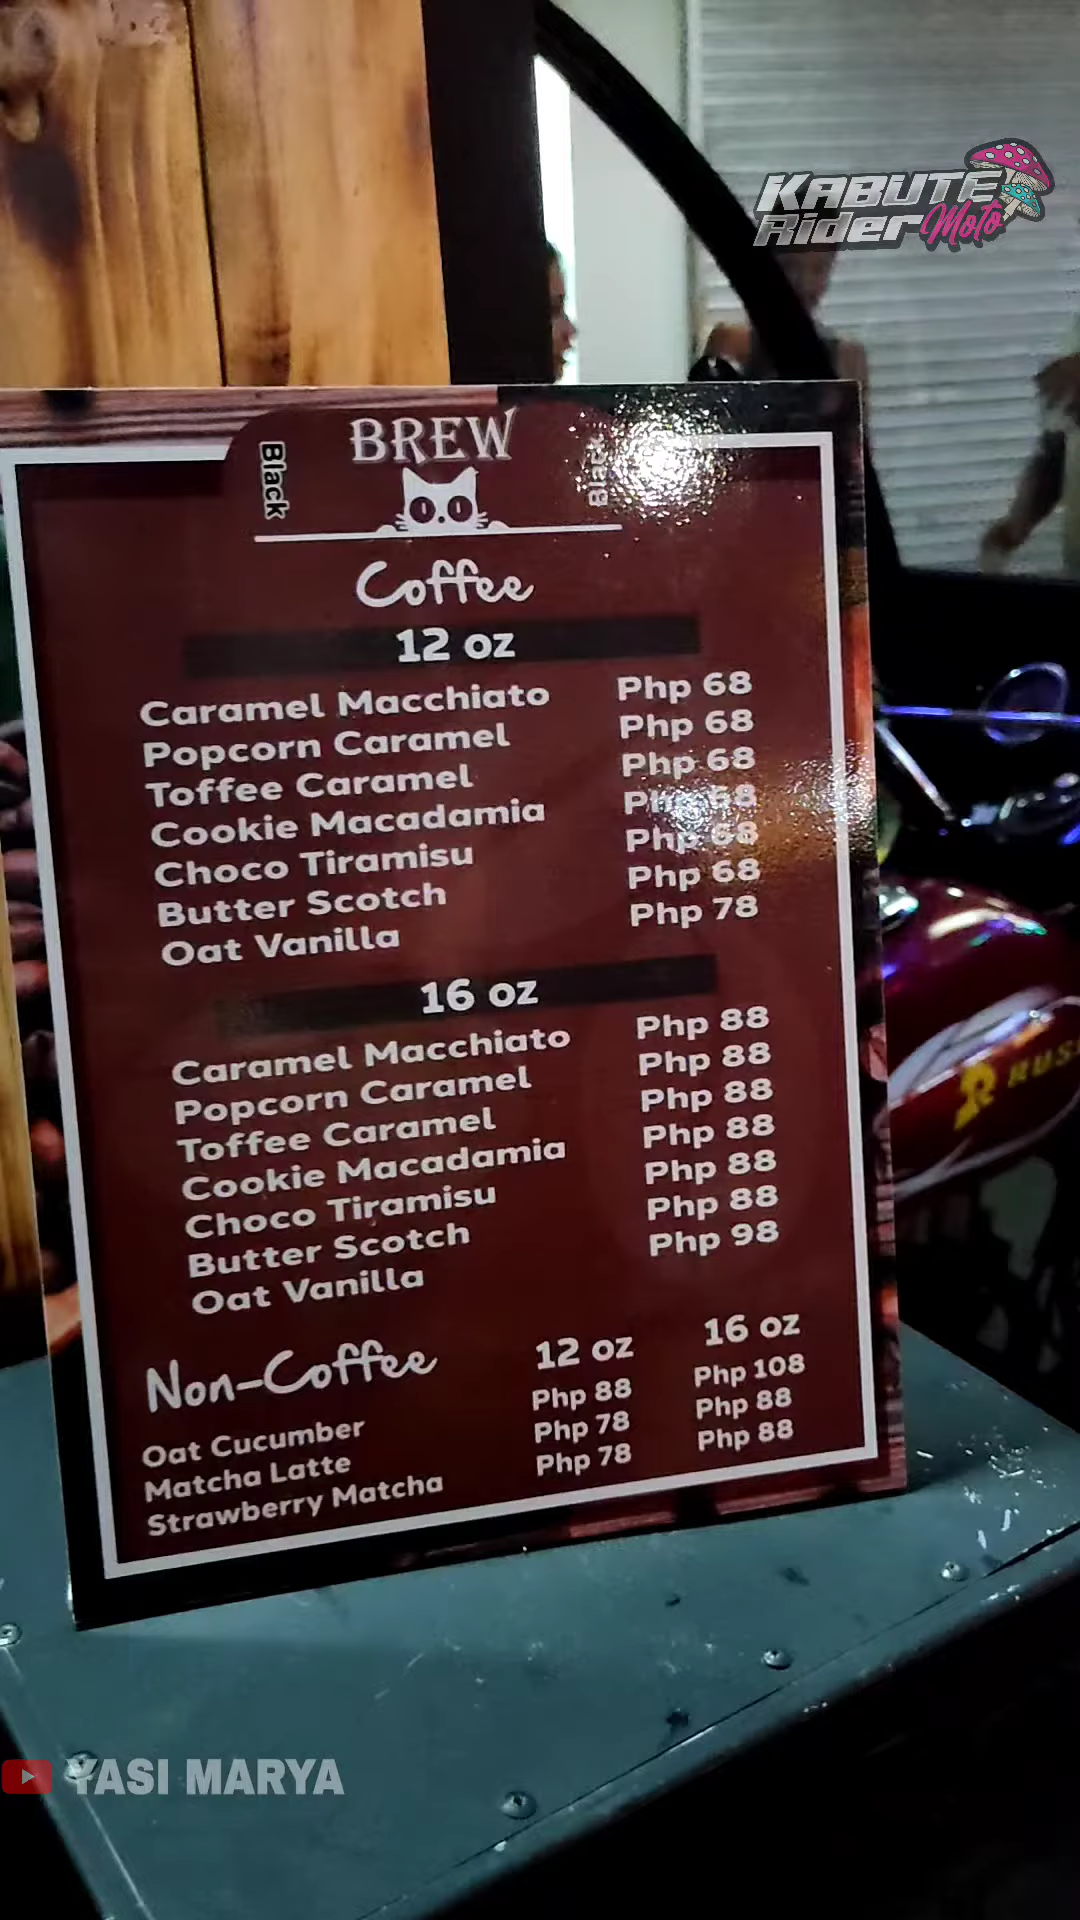 KABUTE
Rider Moto
Black BREW Black
Coffee
12 oz
Caramel Macchiato Php 68
Popcorn Caramel Php 68
Toffee Caramel Php 68
Cookie Macadamia Php 68
Choco Tiramisu Php 68
Butter Scotch Php 68
Oat Vanilla Php 78
16 oz
Caramel Macchiato Php 88
Popcorn Caramel Php 88
Toffee Caramel Php 88
Cookie Macadamia Php 88
Choco Tiramisu Php 88
Butter Scotch Php 88
Oat Vanilla Php 98
Non-Coffee 12 oz 16 oz
Oat Cucumber Php 88 Php 108
Matcha Latte Php 78 Php 88
Strawberry Matcha Php 78 Php 88
YASI MARYA